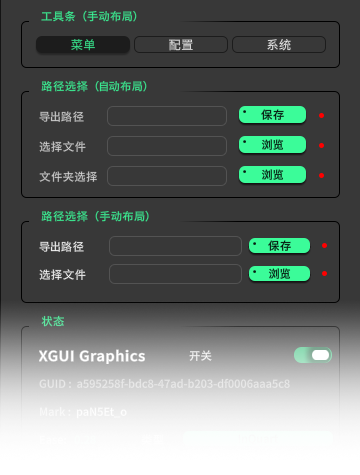 工具条（手动布局）
菜单 配置 系统
路径选择（自动布局）
导出路径 保存
选择文件 浏览
文件夹选择 浏览
路径选择（手动布局）
导出路径 保存
选择文件 浏览
状态
XGUI Graphics 开关
GUID : a595258f-bdc8-47ad-b203-df0006aaa5c8
Mark : paNSEt_o